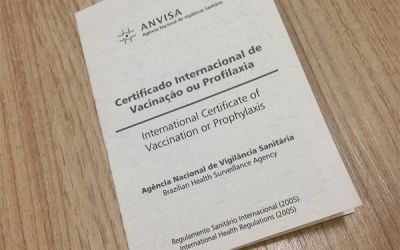 ANVISA
Agência Nacional de Vigilância Sanitária
Certificado Internacional de
Vacinação ou Profilaxia
International Certificate of
Vaccination or Prophylaxis
Agência Nacional de Vigilância Sanitária
Brazilian Health Surveillance Agency
Regulamento Sanitário Internacional (2005)
International Health Regulations (2005)